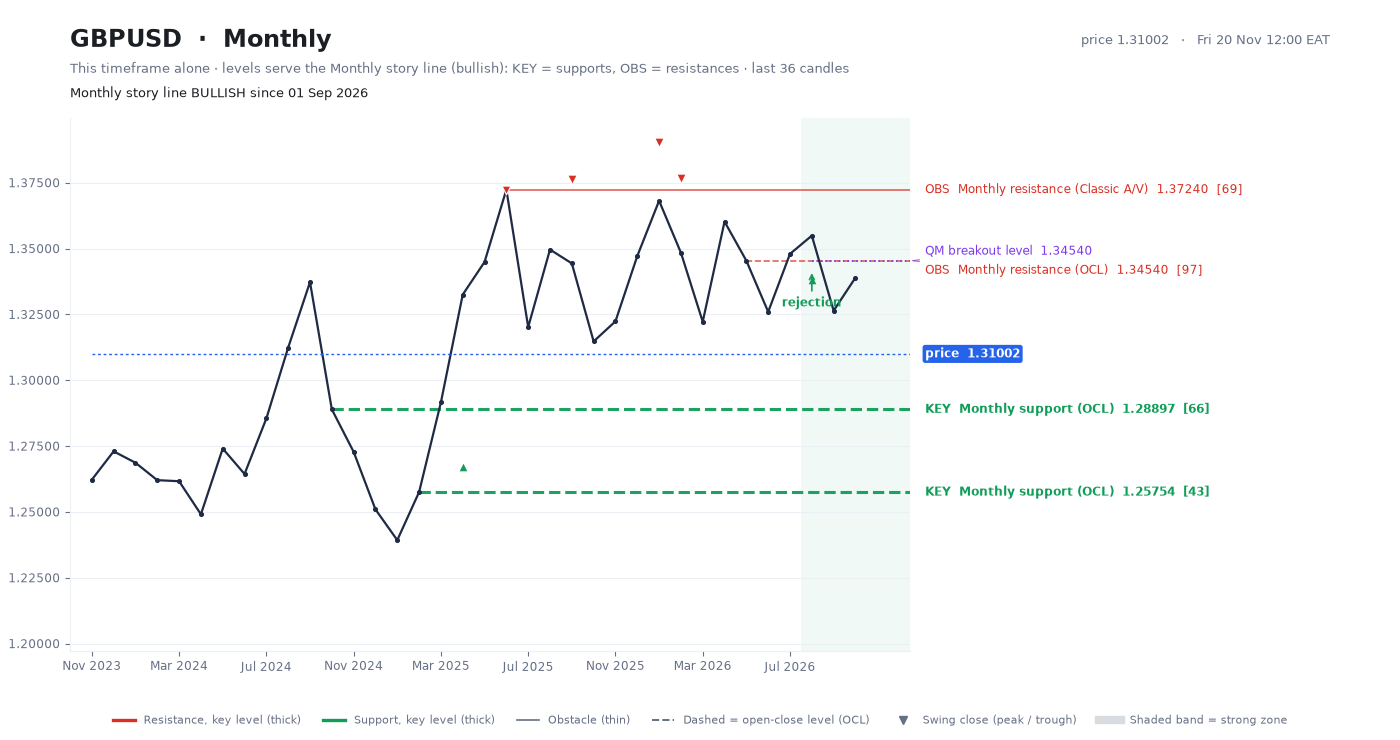 GBPUSD · Monthly
price 1.31002 · Fri 20 Nov 12:00 EAT
This timeframe alone · levels serve the Monthly story line (bullish): KEY = supports, OBS = resistances · last 36 candles
Monthly story line BULLISH since 01 Sep 2026
1.37500
1.35000
1.32500
1.30000
1.27500
1.25000
1.22500
1.20000
OBS Monthly resistance (Classic A/V) 1.37240 [69]
QM breakout level 1.34540
OBS Monthly resistance (OCL) 1.34540 [97]
rejection
price 1.31002
KEY Monthly support (OCL) 1.28897 [66]
KEY Monthly support (OCL) 1.25754 [43]
Nov 2023
Mar 2024
Jul 2024
Nov 2024
Mar 2025
Jul 2025
Nov 2025
Mar 2026
Jul 2026
Resistance, key level (thick)
Support, key level (thick)
Obstacle (thin)
Dashed = open-close level (OCL)
Swing close (peak / trough)
Shaded band = strong zone